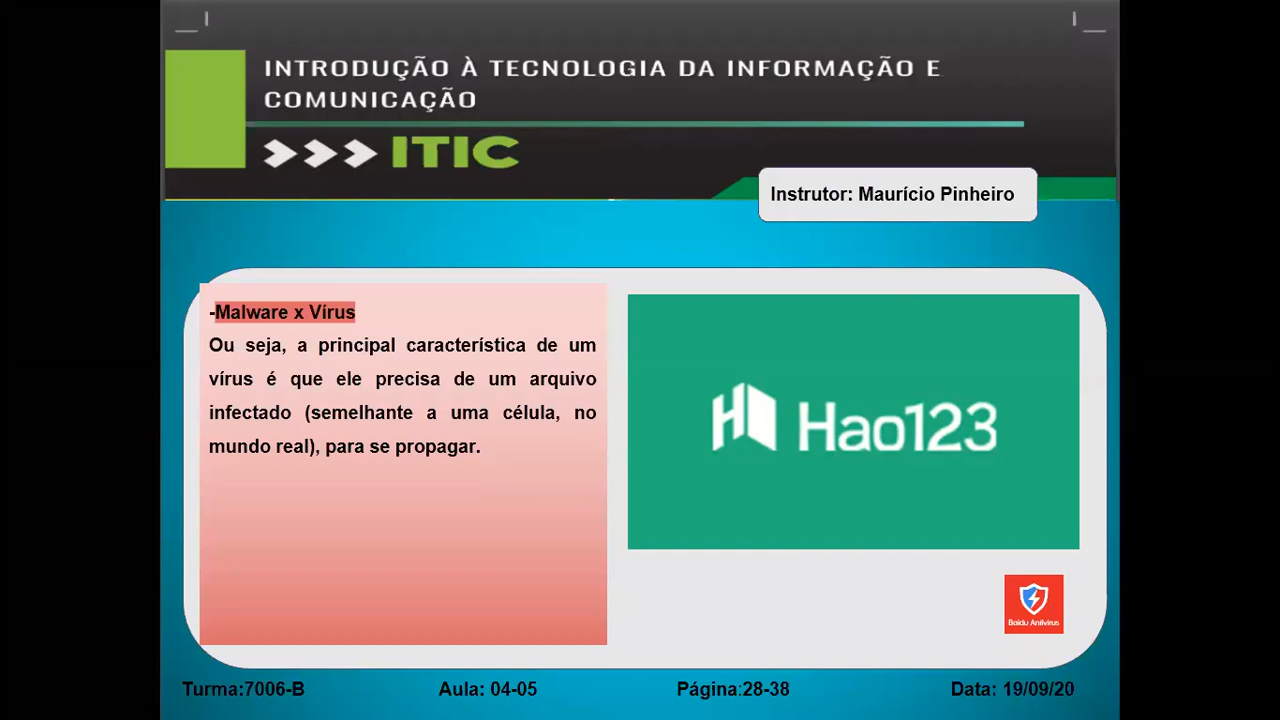 INTRODUÇÃO À TECNOLOGIA DA INFORMAÇÃO E
COMUNICAÇÃO
ITIC
Instrutor: Maurício Pinheiro
-Malware x Vírus
Ou seja, a principal característica de um
vírus é que ele precisa de um arquivo
infectado (semelhante a uma célula, no
mundo real), para se propagar.
Hao123
Baidu Antivirus
Turma:7006-B
Aula: 04-05
Página:28-38
Data: 19/09/20